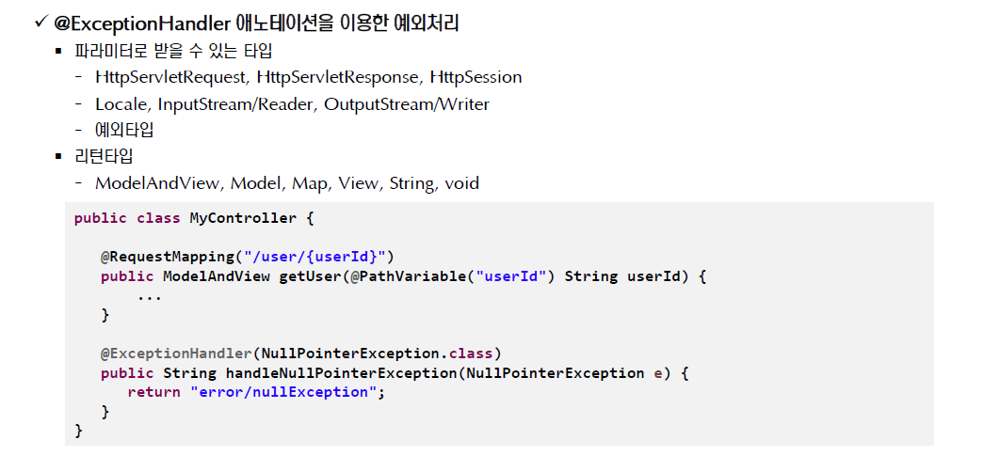 ✓ @ExceptionHandler 애노테이션을 이용한 예외처리
▪ 파라미터로 받을 수 있는 타입
- HttpServletRequest, HttpServletResponse, HttpSession
- Locale, InputStream/Reader, OutputStream/Writer
- 예외타입
▪ 리턴타입
- ModelAndView, Model, Map, View, String, void
public class MyController {
@RequestMapping("/user/{userId}")
public ModelAndView getUser(@PathVariable("userId") String userId) {
...
}
@ExceptionHandler(NullPointerException.class)
public String handleNullPointerException(NullPointerException e) {
return "error/nullException";
}
}